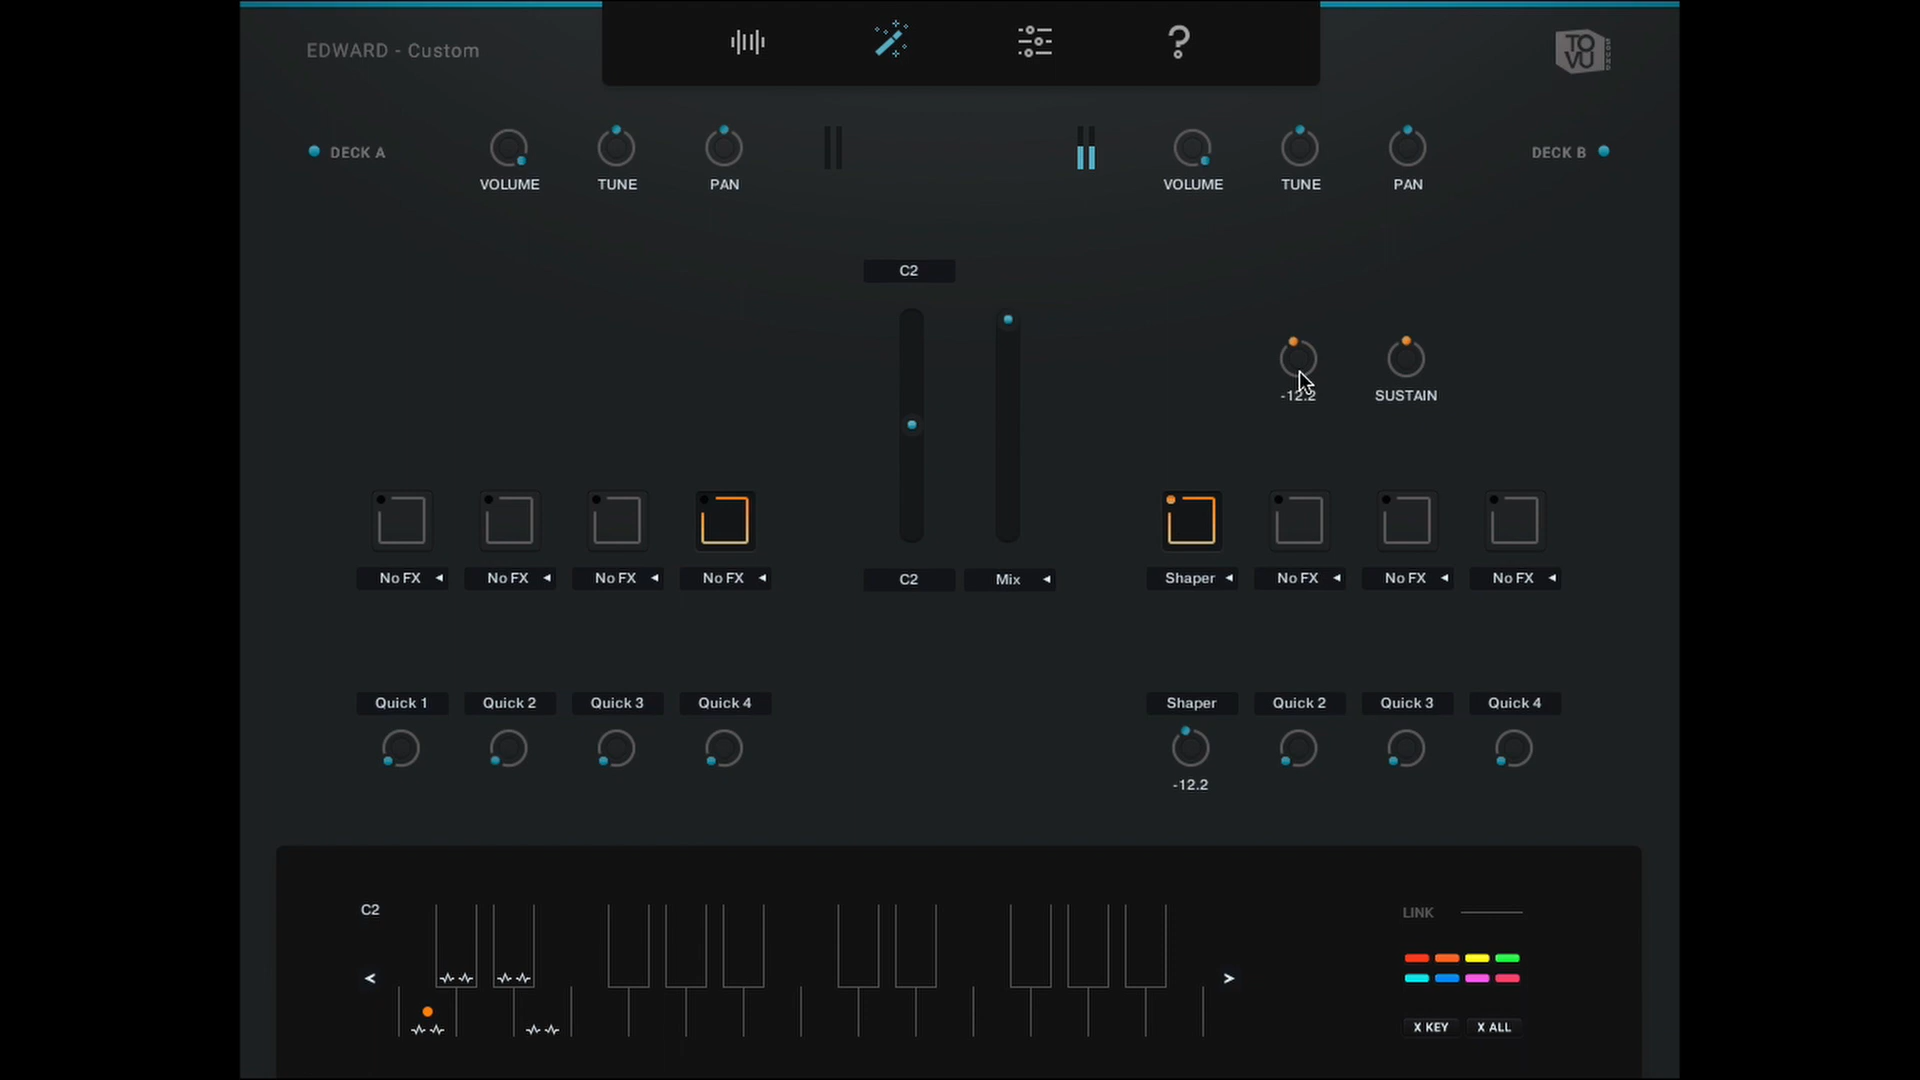 EDWARD - Custom
TO
VU
DECK A
VOLUME
TUNE
PAN
VOLUME
TUNE
PAN
DECK B
C2
-12.2
SUSTAIN
No FX
No FX
No FX
No FX
C2
Mix
Shaper
No FX
No FX
No FX
Quick 1
Quick 2
Quick 3
Quick 4
Shaper
Quick 2
Quick 3
Quick 4
-12.2
C2
LINK
X KEY
X ALL